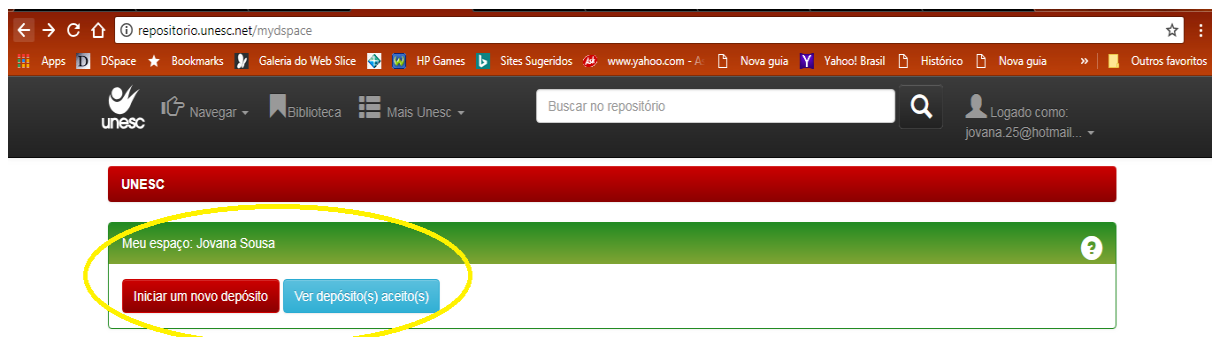 repositorio.unesc.net/mydspace
Apps D DSpace Bookmarks Galeria do Web Slice W HP Games Sites Sugeridos www.yahoo.com - A Nova guia Y Yahoo! Brasil Histórico Nova guia » Outros favoritos
unesc Navegar Biblioteca Mais Unesc Buscar no repositório Logado como:
jovana.25@hotmail...
UNESC
Meu espaço: Jovana Sousa ?
Iniciar um novo depósito Ver depósito(s) aceito(s)